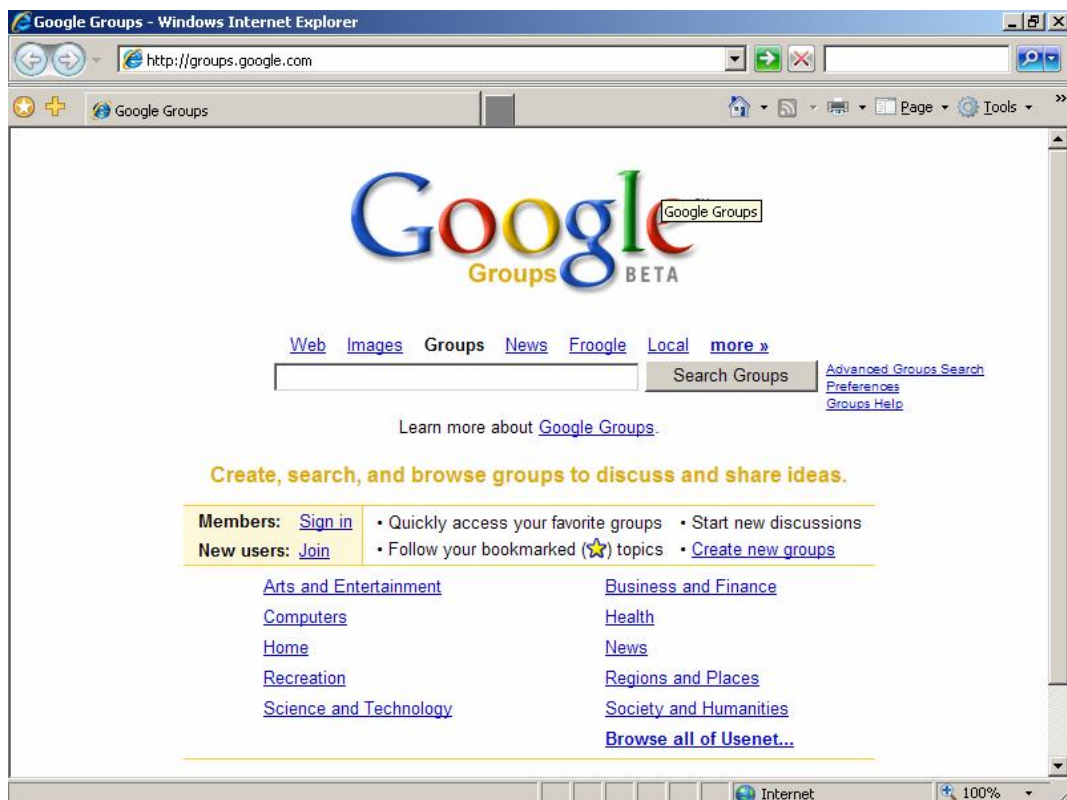 Google Groups - Windows Internet Explorer
http://groups.google.com
Google Groups
Page
Tools
»
Google
Google Groups
Groups
BETA
Web Images Groups News Froogle Local more »
Search Groups
Advanced Groups Search
Preferences
Groups Help
Learn more about Google Groups.
Create, search, and browse groups to discuss and share ideas.
Members: Sign in • Quickly access your favorite groups • Start new discussions
New users: Join • Follow your bookmarked (☆) topics • Create new groups
Arts and Entertainment Business and Finance
Computers Health
Home News
Recreation Regions and Places
Science and Technology Society and Humanities
Browse all of Usenet...
Internet 100%